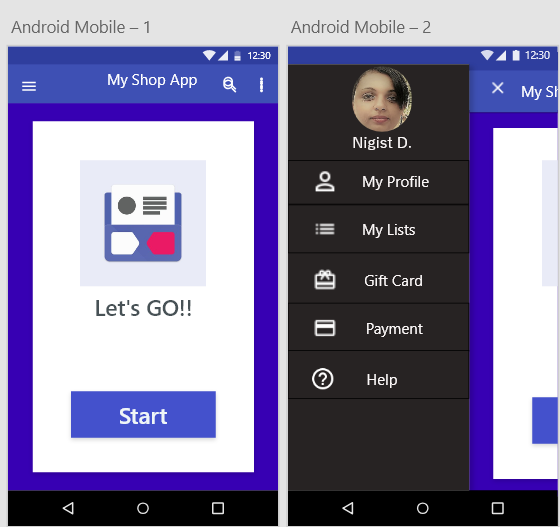 Android Mobile – 1
12:30
My Shop App
Let's GO!!
Start
Android Mobile – 2
12:30
My Sh
Nigist D.
My Profile
My Lists
Gift Card
Payment
Help